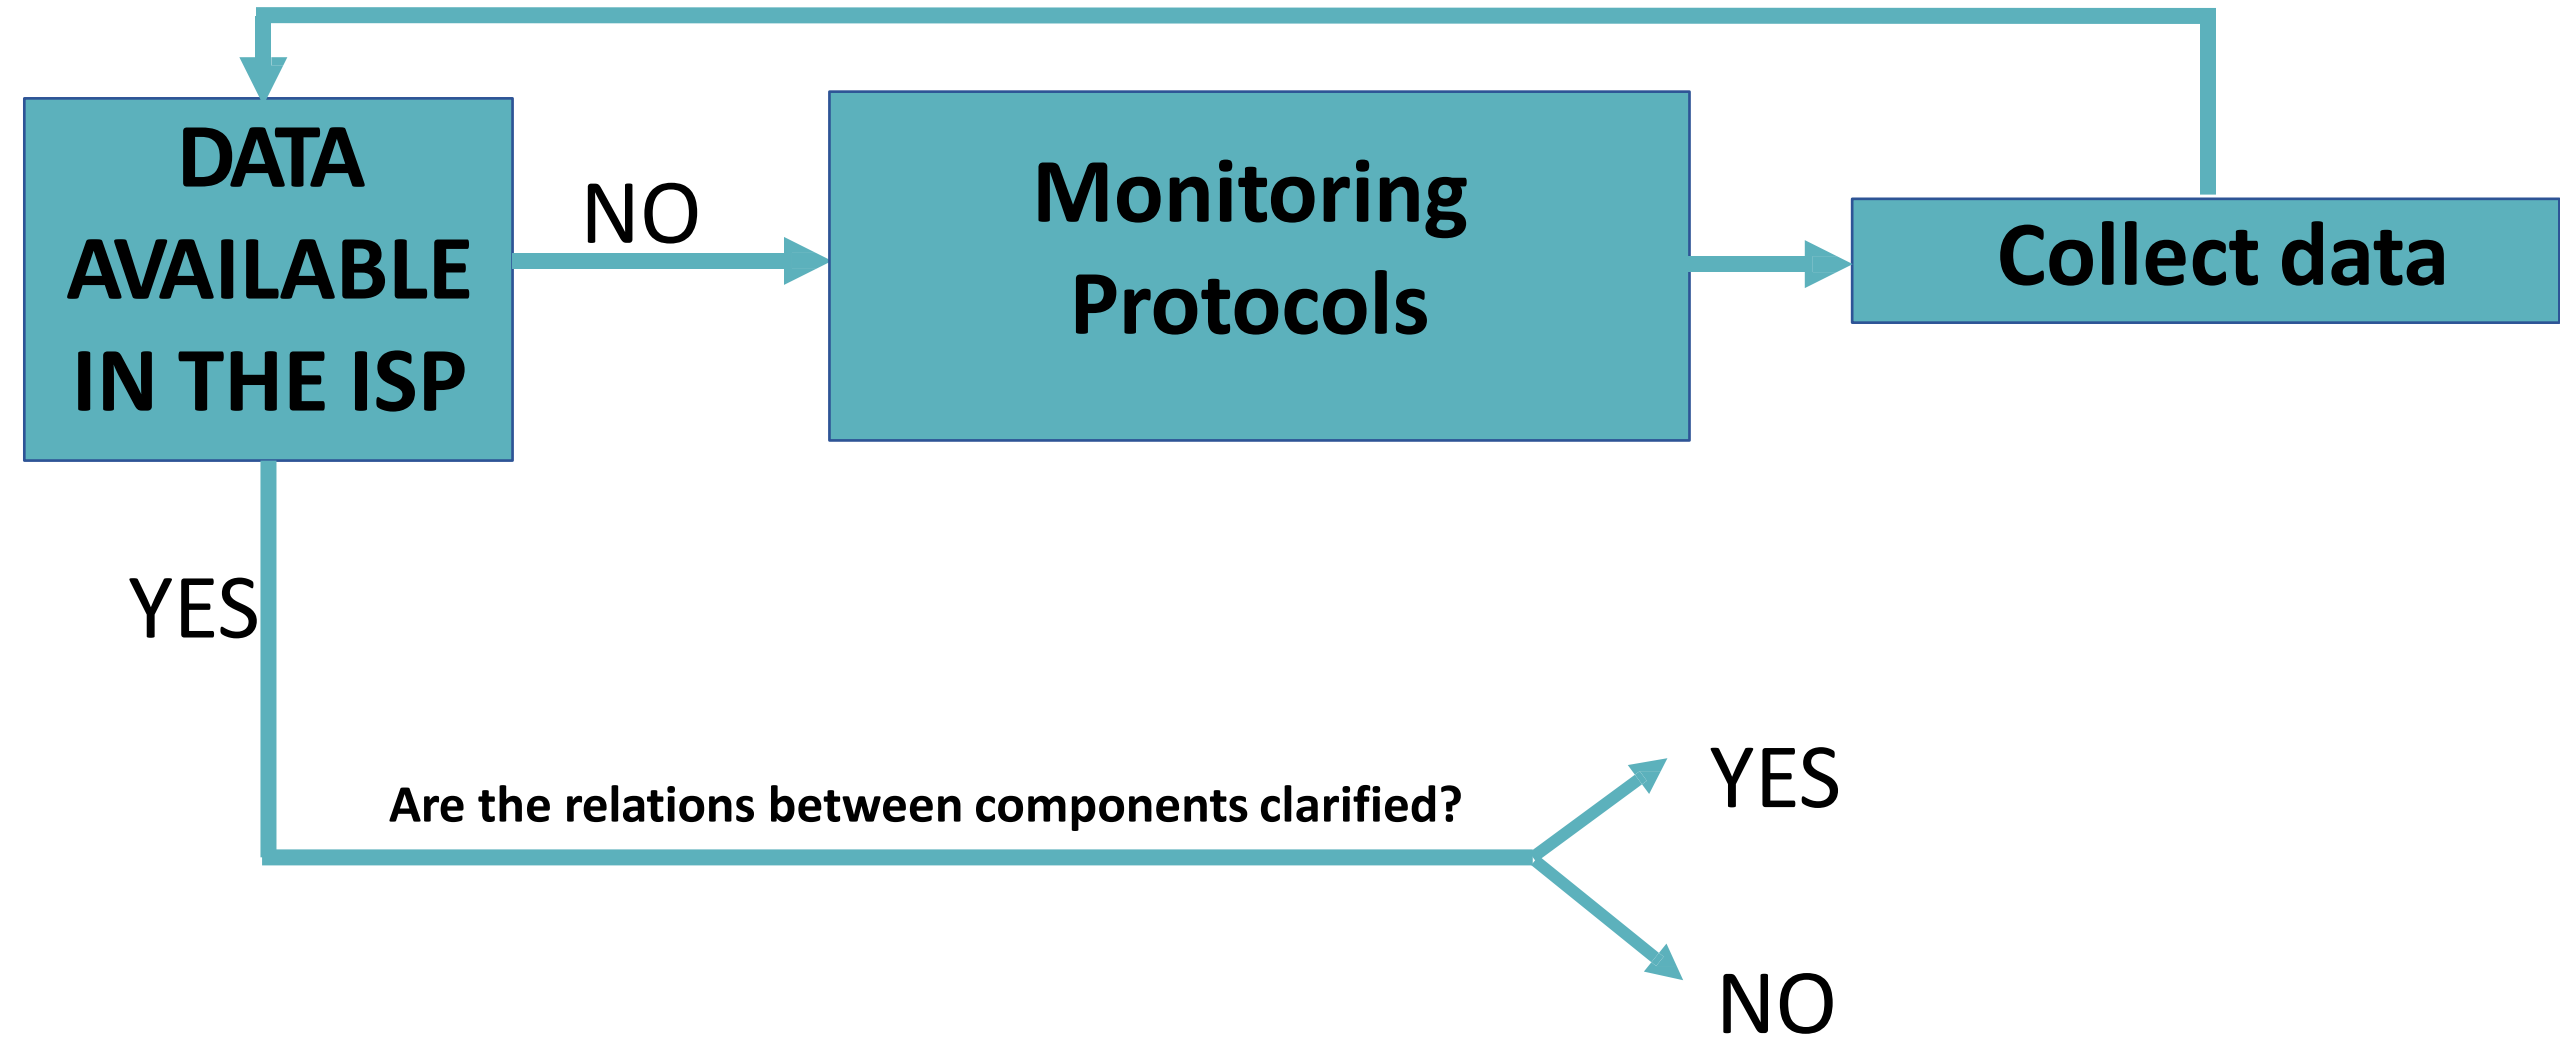 DATA
AVAILABLE
IN THE ISP
NO
Monitoring
Protocols
Collect data
YES
Are the relations between components clarified?
YES
NO